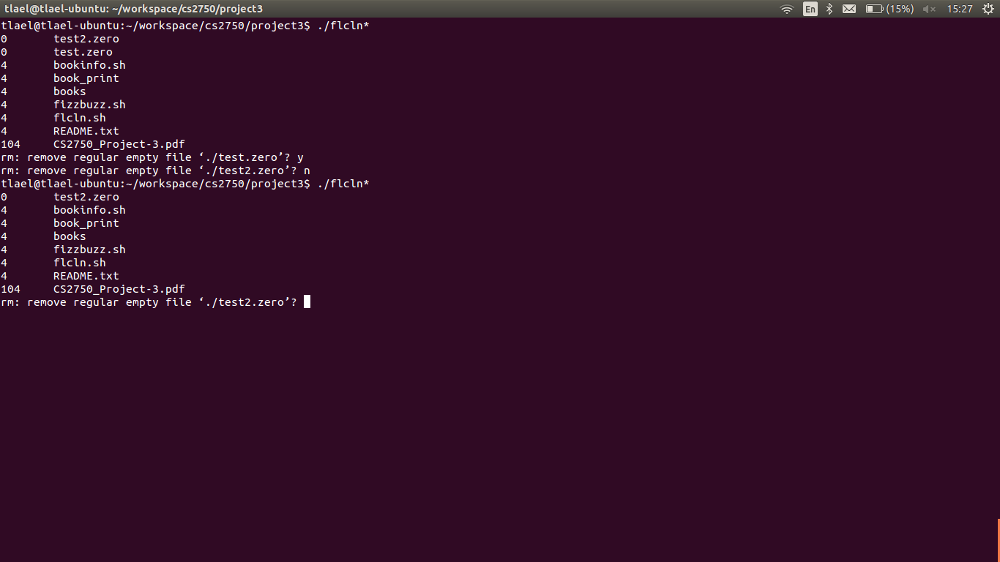 tlael@tlael-ubuntu: ~/workspace/cs2750/project3 En (15%) 15:27
tlael@tlael-ubuntu:~/workspace/cs2750/project3$ ./flcln*
0 test2.zero
0 test.zero
4 bookinfo.sh
4 book_print
4 books
4 fizzbuzz.sh
4 flcln.sh
4 README.txt
104 CS2750_Project-3.pdf
rm: remove regular empty file ‘./test.zero’? y
rm: remove regular empty file ‘./test2.zero’? n
tlael@tlael-ubuntu:~/workspace/cs2750/project3$ ./flcln*
0 test2.zero
4 bookinfo.sh
4 book_print
4 books
4 fizzbuzz.sh
4 flcln.sh
4 README.txt
104 CS2750_Project-3.pdf
rm: remove regular empty file ‘./test2.zero’?